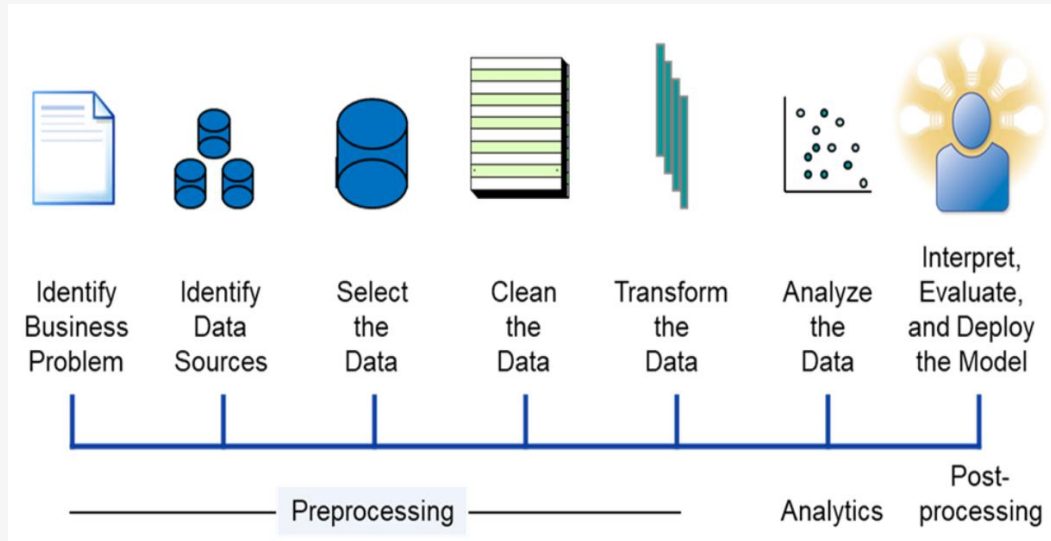 Identify
Business
Problem
Identify
Data
Sources
Select
the
Data
Clean
the
Data
Transform
the
Data
Analyze
the
Data
Interpret,
Evaluate,
and Deploy
the Model
Preprocessing
Analytics
Post-
processing